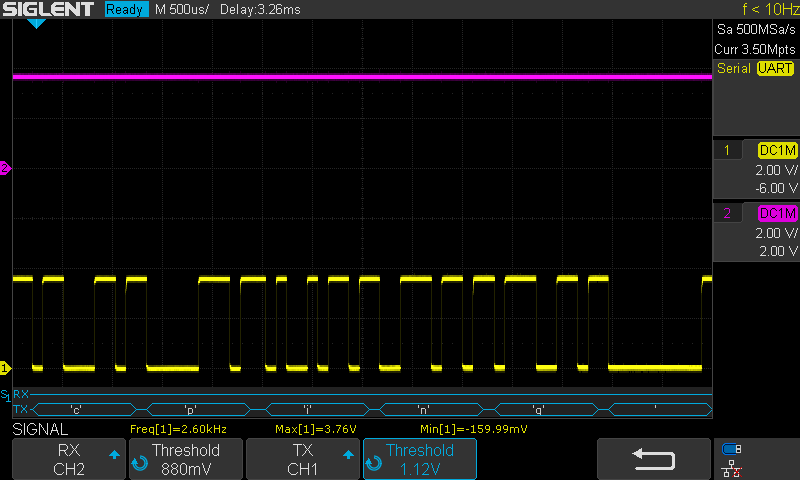 SIGLENT Ready M 500us/ Delay:3.26ms f < 10Hz
Sa 500MSa/s
Curr 3.50Mpts
Serial UART
1 DC1M
2.00 V/
-6.00 V
2 DC1M
2.00 V/
2.00 V
2
1
S1 RX
TX 'c' 'p' 'i' 'n' 'g' '
SIGNAL Freq[1]=2.60kHz Max[1]=3.76V Min[1]=-159.99mV
RX
CH2
Threshold
880mV
TX
CH1
Threshold
1.12V